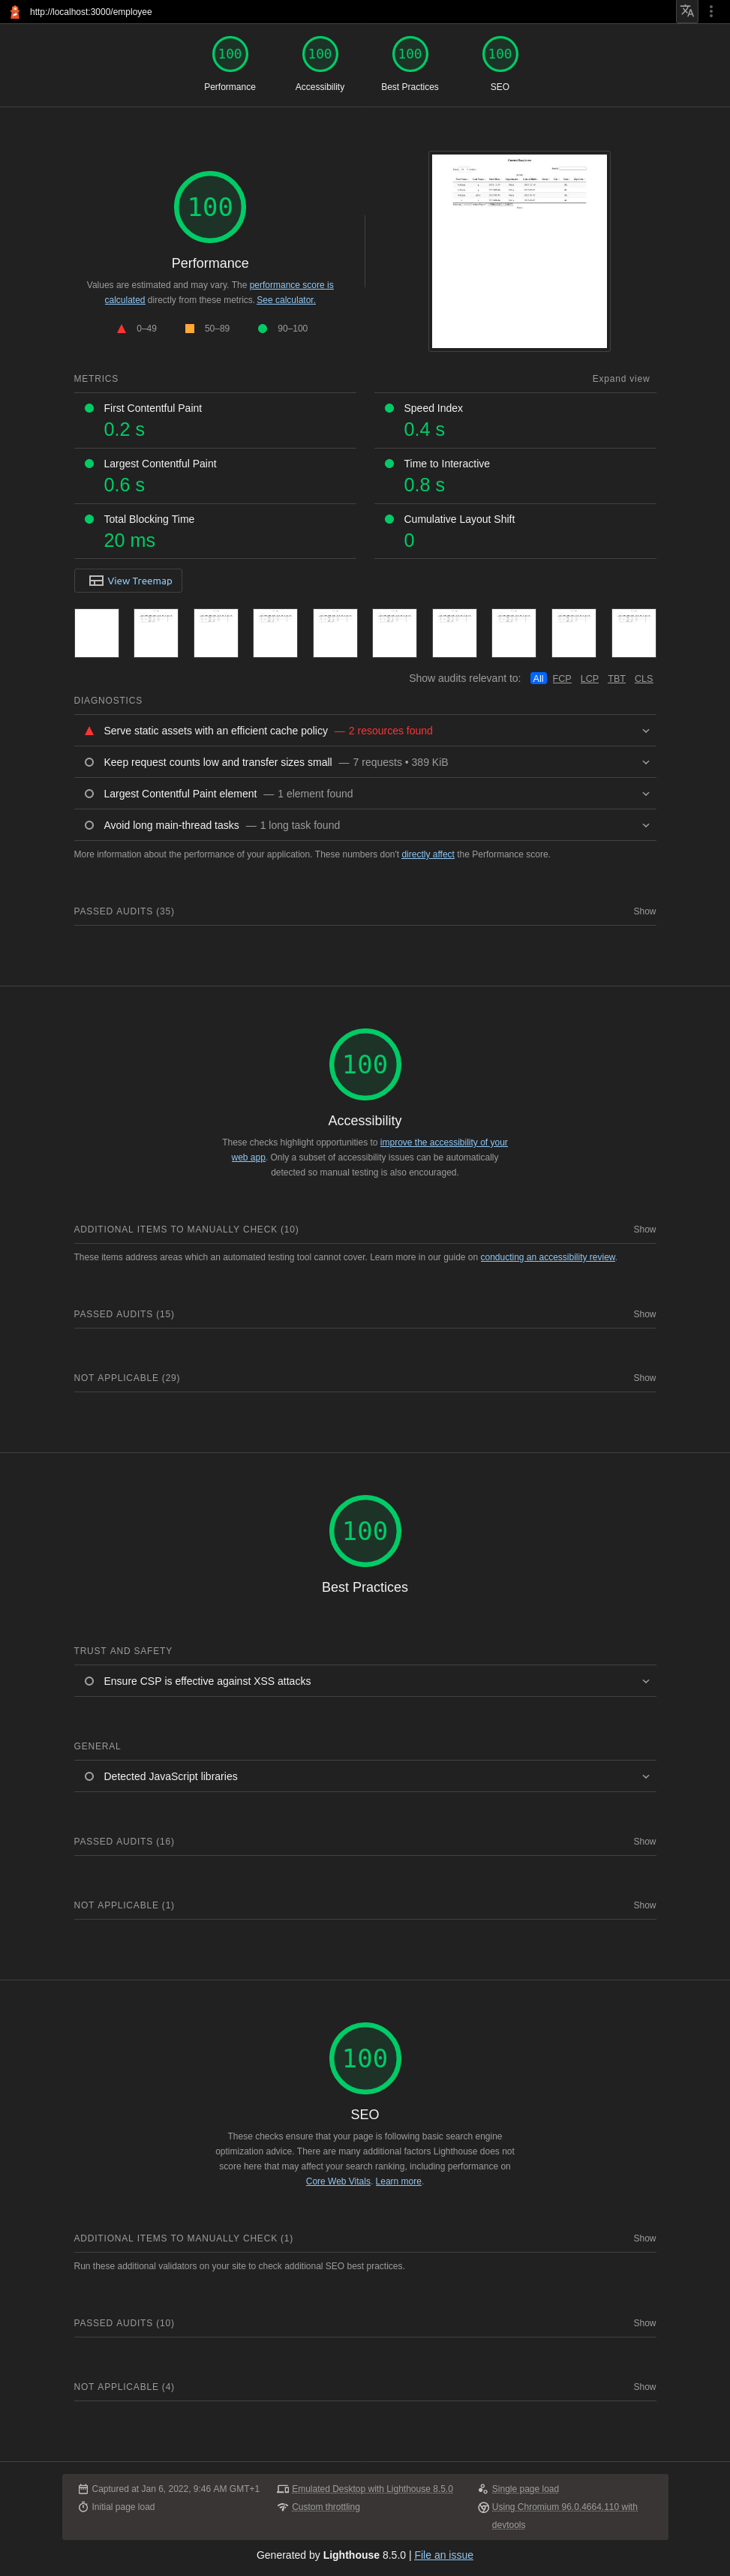 http://localhost:3000/employee
100 100 100 100
Performance Accessibility Best Practices SEO
100
Performance
Values are estimated and may vary. The performance score is
calculated directly from these metrics. See calculator.
0–49 50–89 90–100
METRICS Expand view
First Contentful Paint
0.2 s
Speed Index
0.4 s
Largest Contentful Paint
0.6 s
Time to Interactive
0.8 s
Total Blocking Time
20 ms
Cumulative Layout Shift
0
View Treemap
Show audits relevant to: All FCP LCP TBT CLS
DIAGNOSTICS
Serve static assets with an efficient cache policy — 2 resources found
Keep request counts low and transfer sizes small — 7 requests • 389 KiB
Largest Contentful Paint element — 1 element found
Avoid long main-thread tasks — 1 long task found
More information about the performance of your application. These numbers don't directly affect the Performance score.
PASSED AUDITS (35) Show
100
Accessibility
These checks highlight opportunities to improve the accessibility of your
web app. Only a subset of accessibility issues can be automatically
detected so manual testing is also encouraged.
ADDITIONAL ITEMS TO MANUALLY CHECK (10) Show
These items address areas which an automated testing tool cannot cover. Learn more in our guide on conducting an accessibility review.
PASSED AUDITS (15) Show
NOT APPLICABLE (29) Show
100
Best Practices
TRUST AND SAFETY
Ensure CSP is effective against XSS attacks
GENERAL
Detected JavaScript libraries
PASSED AUDITS (16) Show
NOT APPLICABLE (1) Show
100
SEO
These checks ensure that your page is following basic search engine
optimization advice. There are many additional factors Lighthouse does not
score here that may affect your search ranking, including performance on
Core Web Vitals. Learn more.
ADDITIONAL ITEMS TO MANUALLY CHECK (1) Show
Run these additional validators on your site to check additional SEO best practices.
PASSED AUDITS (10) Show
NOT APPLICABLE (4) Show
Captured at Jan 6, 2022, 9:46 AM GMT+1
Emulated Desktop with Lighthouse 8.5.0
Single page load
Initial page load
Custom throttling
Using Chromium 96.0.4664.110 with
devtools
Generated by Lighthouse 8.5.0 | File an issue